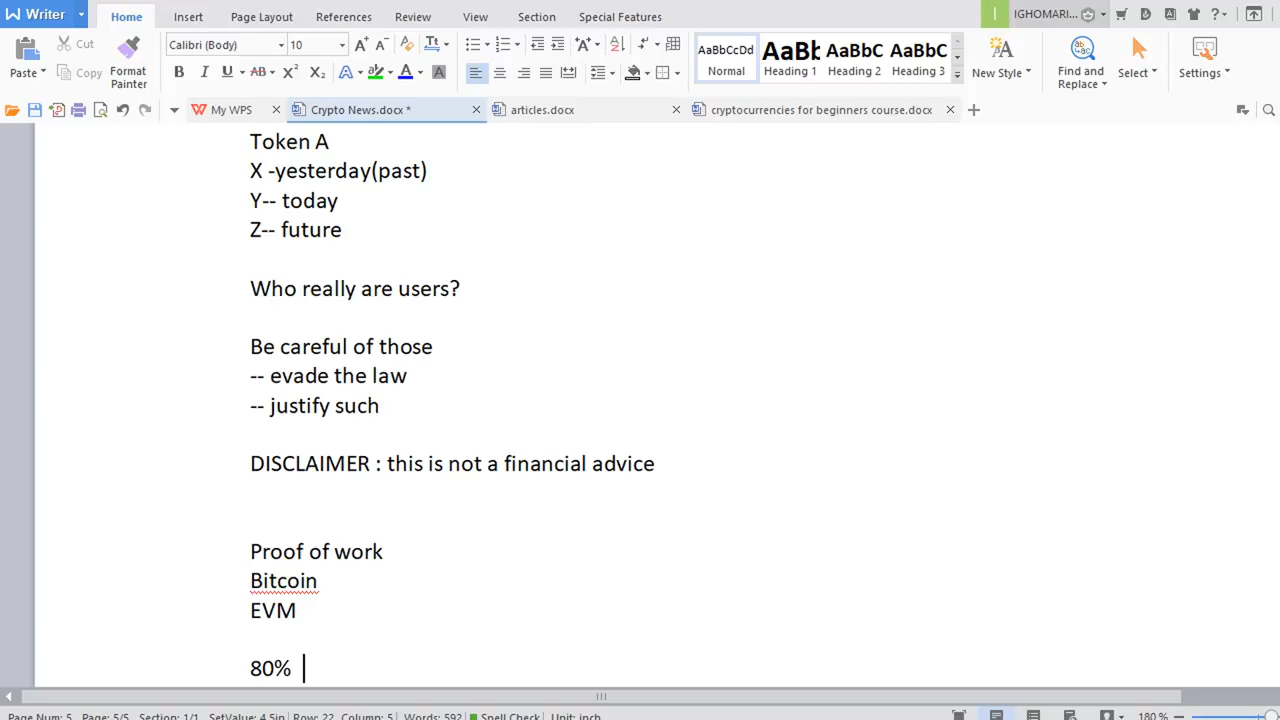 Writer
Home Insert Page Layout References Review View Section Special Features
IGHOMARI...
Paste Cut Copy Format Painter
Calibri (Body) 10
AaBbCcDd AaBb AaBbC AaBbC
Normal Heading 1 Heading 2 Heading 3
New Style Find and Replace Select Settings
My WPS Crypto News.docx * articles.docx cyptocurrencies for beginners course.docx
Token A
X -yesterday(past)
Y-- today
Z-- future
Who really are users?
Be careful of those
-- evade the law
-- justify such
DISCLAIMER : this is not a financial advice
Proof of work
Bitcoin
EVM
80%
Page Num: 5 Page: 5/5 Section: 1/1 SetValue: 4.5in Row: 22 Column: 5 Words: 592 Spell Check Unit: inch 180 %